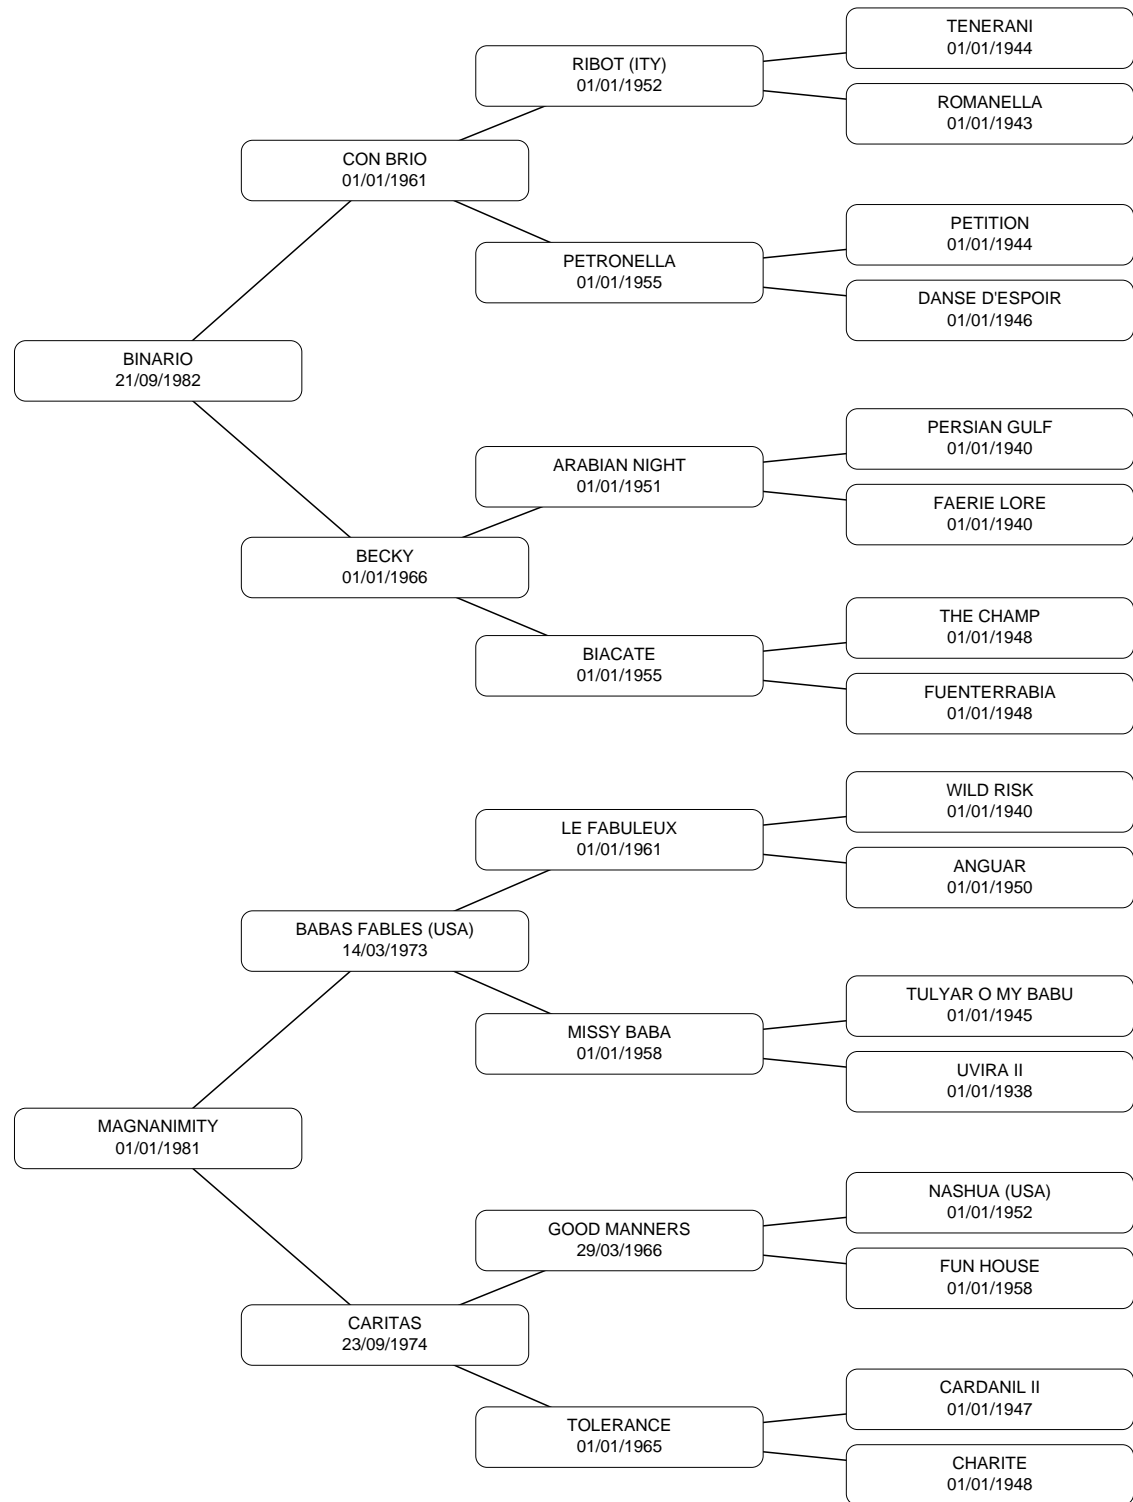 TENERANI
01/01/1944
RIBOT (ITY)
01/01/1952
ROMANELLA
01/01/1943
CON BRIO
01/01/1961
PETITION
01/01/1944
PETRONELLA
01/01/1955
DANSE D'ESPOIR
01/01/1946
BINARIO
21/09/1982
PERSIAN GULF
01/01/1940
ARABIAN NIGHT
01/01/1951
FAERIE LORE
01/01/1940
BECKY
01/01/1966
THE CHAMP
01/01/1948
BIACATE
01/01/1955
FUENTERRABIA
01/01/1948
WILD RISK
01/01/1940
LE FABULEUX
01/01/1961
ANGUAR
01/01/1950
BABAS FABLES (USA)
14/03/1973
TULYAR O MY BABU
01/01/1945
MISSY BABA
01/01/1958
UVIRA II
01/01/1938
MAGNANIMITY
01/01/1981
NASHUA (USA)
01/01/1952
GOOD MANNERS
29/03/1966
FUN HOUSE
01/01/1958
CARITAS
23/09/1974
CARDANIL II
01/01/1947
TOLERANCE
01/01/1965
CHARITE
01/01/1948